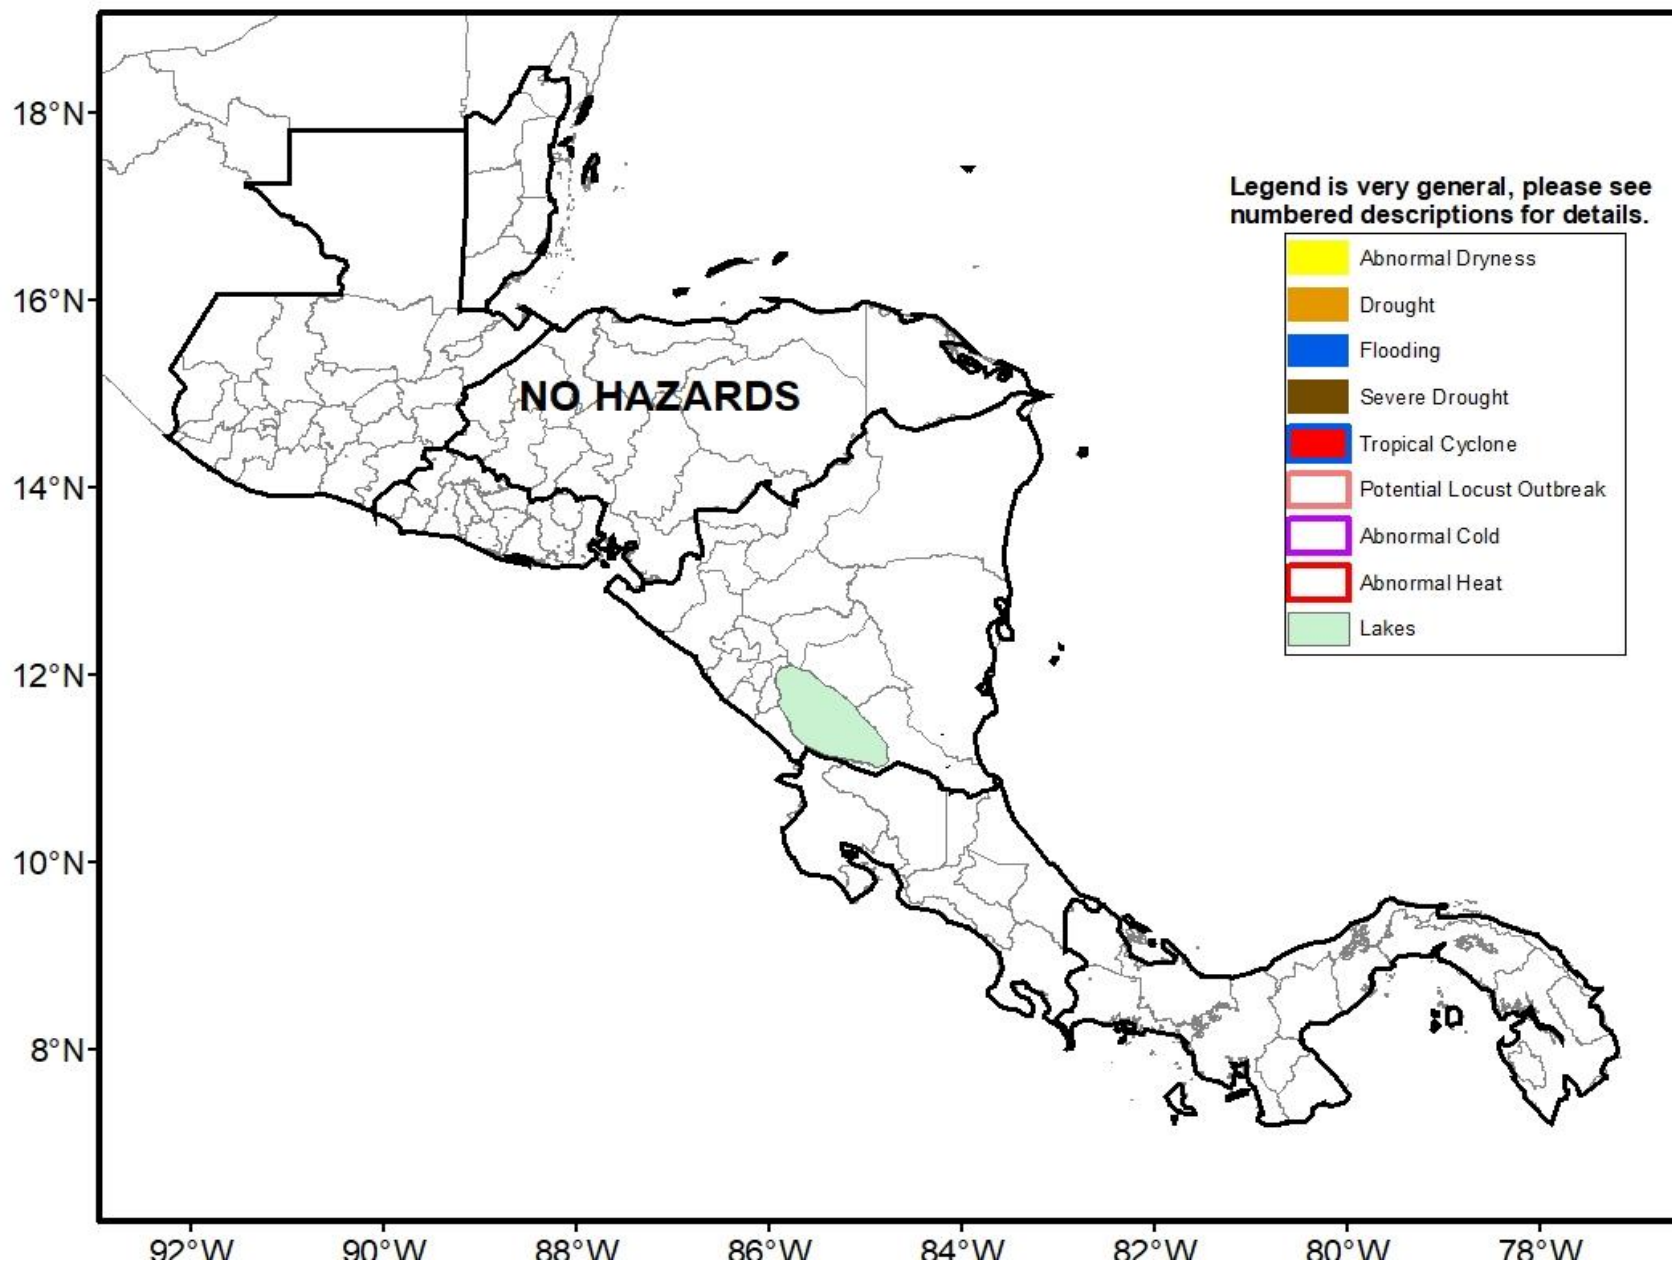 18°N
16°N
14°N
12°N
10°N
8°N
NO HAZARDS
Legend is very general, please see
numbered descriptions for details.
Abnormal Dryness
Drought
Flooding
Severe Drought
Tropical Cyclone
Potential Locust Outbreak
Abnormal Cold
Abnormal Heat
Lakes
92°W 90°W 88°W 86°W 84°W 82°W 80°W 78°W